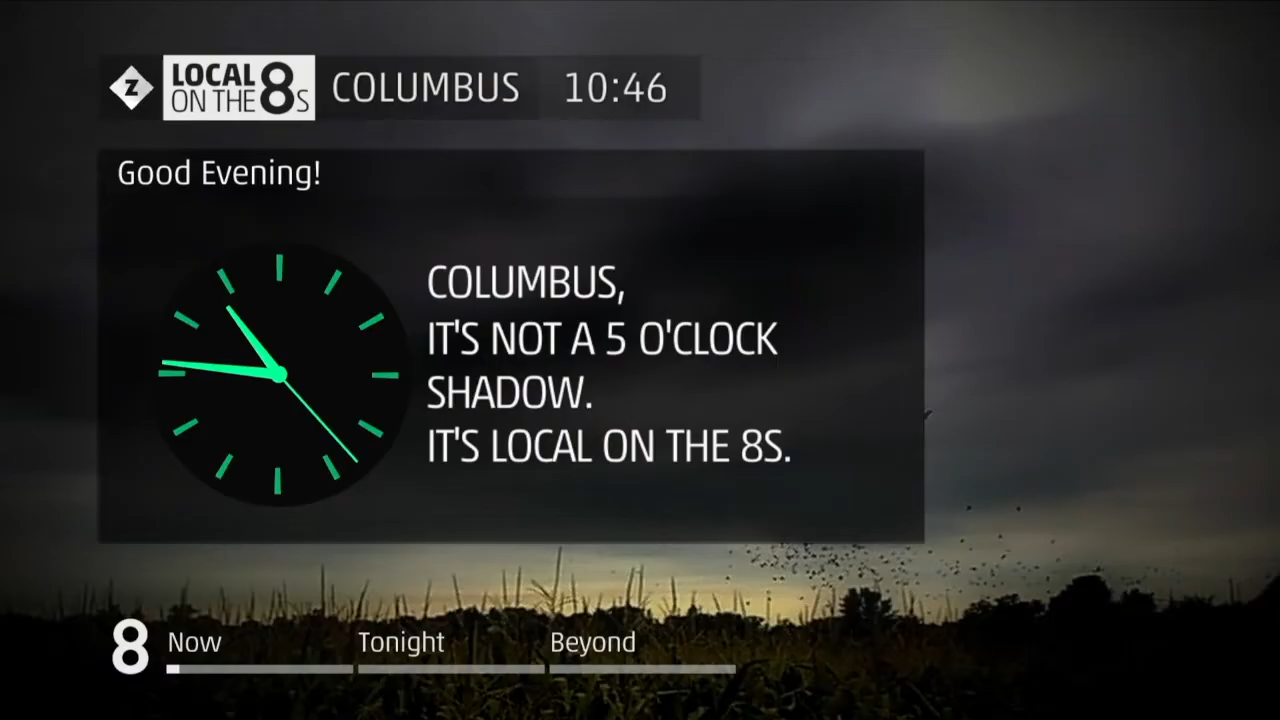 Z LOCAL ON THE 8s COLUMBUS 10:46
Good Evening!
COLUMBUS,
IT'S NOT A 5 O'CLOCK
SHADOW.
IT'S LOCAL ON THE 8S.
8 Now Tonight Beyond